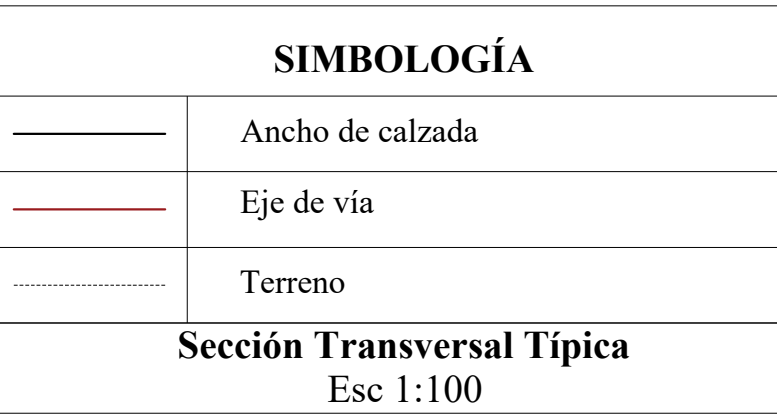 SIMBOLOGÍA
Ancho de calzada
Eje de vía
Terreno
Sección Transversal Típica
Esc 1:100